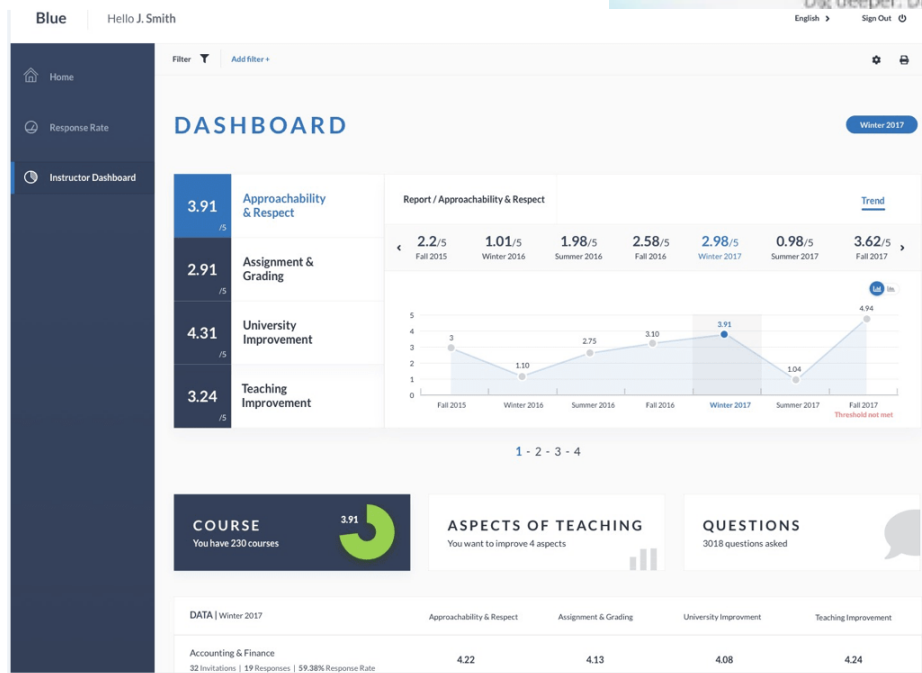 Dig deeper. D
Blue
Hello J. Smith
English >
Sign Out
Home
Response Rate
Instructor Dashboard
Filter
Add filter +
DASHBOARD
Winter 2017
3.91
/5
Approachability
& Respect
2.91
/5
Assignment &
Grading
4.31
/5
University
Improvement
3.24
/5
Teaching
Improvement
Report / Approachability & Respect
Trend
2.2/5 1.01/5 1.98/5 2.58/5 2.98/5 0.98/5 3.62/5
Fall 2015 Winter 2016 Summer 2016 Fall 2016 Winter 2017 Summer 2017 Fall 2017
5
4
3
2
1
0
3 1.10 2.75 3.10 3.91 1.04 4.94
Fall 2015 Winter 2016 Summer 2016 Fall 2016 Winter 2017 Summer 2017 Fall 2017
Threshold not met
1 - 2 - 3 - 4
COURSE
You have 230 courses
3.91
ASPECTS OF TEACHING
You want to improve 4 aspects
QUESTIONS
3018 questions asked
DATA | Winter 2017 Approachability & Respect Assignment & Grading University Improvment Teaching Improvement
Accounting & Finance
32 Invitations | 19 Responses | 59.38% Response Rate
4.22 4.13 4.08 4.24